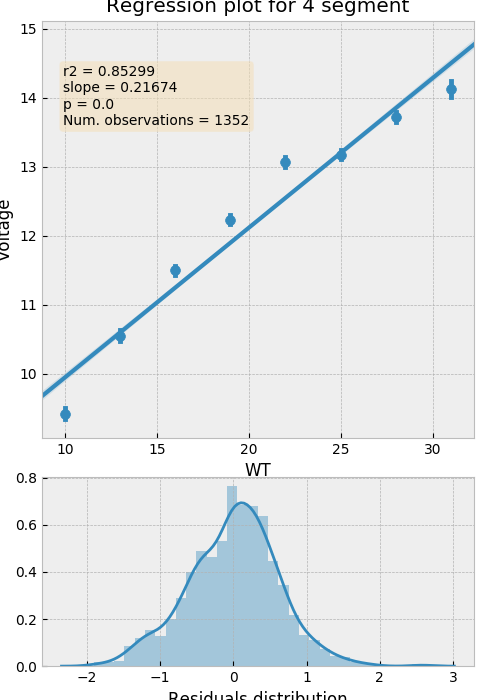 Regression plot for 4 segment
15
14
13
12
11
10
r2 = 0.85299
slope = 0.21674
p = 0.0
Num. observations = 1352
Voltage
10 15 20 25 30
WT
0.8
0.6
0.4
0.2
0.0
−2 −1 0 1 2 3
Residuals distribution